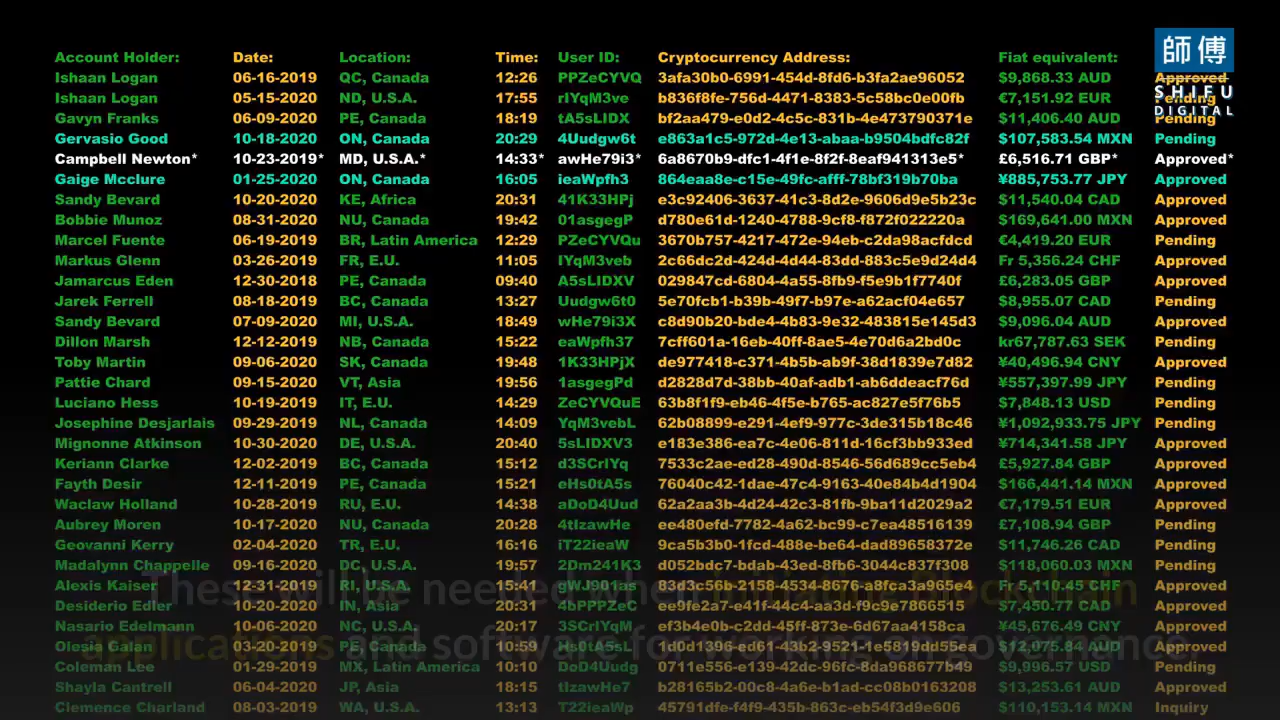 師傅
SHIFU
DIGITAL
Account Holder: Date: Location: Time: User ID: Cryptocurrency Address: Fiat equivalent:
Ishaan Logan 06-16-2019 QC, Canada 12:26 PPZeCYVQ 3afa30b0-6991-454d-8fd6-b3fa2ae96052 $9,868.33 AUD Approved
Ishaan Logan 05-15-2020 ND, U.S.A. 17:55 rIYqM3ve b836f8fe-756d-4471-8383-5c58bc0e00fb €7,151.92 EUR Pending
Gavyn Franks 06-09-2020 PE, Canada 18:19 tA5sLIDX bf2aa479-e0d2-4c5c-831b-4e473790371e $11,406.40 AUD Pending
Gervasio Good 10-18-2020 ON, Canada 20:29 4Uudgw6t e863a1c5-972d-4e13-abaa-b9504bdfc82f $107,583.54 MXN Pending
Campbell Newton* 10-23-2019* MD, U.S.A.* 14:33* awHe79i3* 6a8670b9-dfc1-4f1e-8f2f-8eaf941313e5* £6,516.71 GBP* Approved*
Gaige Mcclure 01-25-2020 ON, Canada 16:05 ieaWpfh3 864eaa8e-c15e-49fc-afff-78bf319b70ba ¥885,753.77 JPY Approved
Sandy Bevard 10-20-2020 KE, Africa 20:31 41K33HPj e3c92406-3637-41c3-8d2e-9606d9e5b23c $11,540.04 CAD Approved
Bobbie Munoz 08-31-2020 NU, Canada 19:42 01asgegP d780e61d-1240-4788-9cf8-f872f022220a $169,641.00 MXN Approved
Marcel Fuente 06-19-2019 BR, Latin America 12:29 PZeCYVQu 3670b757-4217-472e-94eb-c2da98acfdcd €4,419.20 EUR Pending
Markus Glenn 03-26-2019 FR, E.U. 11:05 IYqM3veb 2c66dc2d-424d-4d44-83dd-883c5e9d24d4 Fr 5,356.24 CHF Approved
Jamarcus Eden 12-30-2018 PE, Canada 09:40 A5sLIDXV 029847cd-6804-4a55-8fb9-f5e9b1f7740f £6,283.05 GBP Approved
Jarek Ferrell 08-18-2019 BC, Canada 13:27 Uudgw6t0 5e70fcb1-b39b-49f7-b97e-a62acf04e657 $8,955.07 CAD Pending
Sandy Bevard 07-09-2020 MI, U.S.A. 18:49 wHe79i3X c8d90b20-bde4-4b83-9e32-483815e145d3 $9,096.04 AUD Approved
Dillon Marsh 12-12-2019 NB, Canada 15:22 eaWpfh37 7cff601a-16eb-40ff-8ae5-4e70d6a2bd0c kr67,787.63 SEK Pending
Toby Martin 09-06-2020 SK, Canada 19:48 1K33HPjX de977418-c371-4b5b-ab9f-38d1839e7d82 ¥40,496.94 CNY Approved
Pattie Chard 09-15-2020 VT, Asia 19:56 1asgegPd d2828d7d-38bb-40af-adb1-ab6ddeacf76d ¥557,397.99 JPY Pending
Luciano Hess 10-19-2019 IT, E.U. 14:29 ZeCYVQuE 63b8f1f9-eb46-4f5e-b765-ac827e5f76b5 $7,848.13 USD Pending
Josephine Desjarlais 09-29-2019 NL, Canada 14:09 YqM3vebL 62b08899-e291-4ef9-977c-3de315b18c46 ¥1,092,933.75 JPY Pending
Mignonne Atkinson 10-30-2020 DE, U.S.A. 20:40 5sLIDXV3 e183e386-ea7c-4e06-811d-16cf3bb933ed ¥714,341.58 JPY Approved
Keriann Clarke 12-02-2019 BC, Canada 15:12 d3SCrIYq 7533c2ae-ed28-490d-8546-56d689cc5eb4 £5,927.84 GBP Approved
Fayth Desir 12-11-2019 PE, Canada 15:21 eHs0tA5s 76040c42-1dae-47c4-9163-40e84b4d1904 $166,441.14 MXN Approved
Waclaw Holland 10-28-2019 RU, E.U. 14:38 aDoD4Uud 62a2aa3b-4d24-42c3-81fb-9ba11d2029a2 €7,179.51 EUR Approved
Aubrey Moren 10-17-2020 NU, Canada 20:28 4tIzawHe ee480efd-7782-4a62-bc99-c7ea48516139 £7,108.94 GBP Pending
Geovanni Kerry 02-04-2020 TR, E.U. 16:16 iT22ieaW 9ca5b3b0-1fcd-488e-be64-dad89658372e $11,746.26 CAD Pending
Madalynn Chappelle 09-16-2020 DC, U.S.A. 19:57 2Dm241K3 d052bdc7-bdab-43ed-8fb6-3044c837f308 $118,060.03 MXN Pending
Alexis Kaiser 12-31-2019 RI, U.S.A. 15:41 gWJ901as 83d3c56b-2158-4534-8676-a8fca3a965e4 Fr 5,110.45 CHF Approved
These will be needed when initiating Blockchain
Desiderio Edler 10-20-2020 IN, Asia 20:31 4bPPPZeC ee9fe2a7-e41f-44c4-aa3d-f9c9e7866515 $7,450.77 CAD Approved
Nasario Edelmann 10-06-2020 NC, U.S.A. 20:17 3SCrIYqM ef3b4e0b-c2dd-45ff-873e-6d67aa4158ca ¥45,676.49 CNY Approved
Olesia Galan 03-20-2019 PE, Canada 10:59 Hs0tA5sL $12,075.84 AUD Approved
applications and software for working on governance.
Coleman Lee 01-29-2019 MX, Latin America 10:10 DoD4Uudg 0711e556-e139-42dc-96fc-8da968677b49 $9,996.57 USD Pending
Shayla Cantrell 06-04-2020 JP, Asia 18:15 tIzawHe7 b28165b2-00c8-4a6e-b1ad-cc08b0163208 $13,253.61 AUD Approved
Clemence Charland 08-03-2019 WA, U.S.A. 13:13 T22ieaWp 45791dfe-f4f9-435b-863c-eb54f3d9e606 $110,153.14 MXN Inquiry